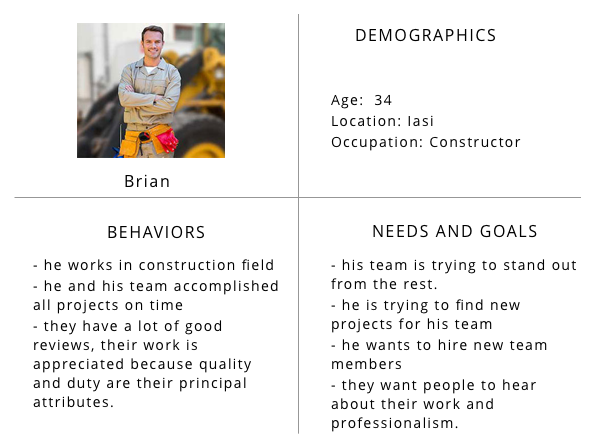 Brian
DEMOGRAPHICS
Age:  34
Location: Iasi
Occupation: Constructor
BEHAVIORS
- he works in construction field
- he and his team accomplished
all projects on time
- they have a lot of good
reviews, their work is
appreciated because quality
and duty are their principal
attributes.
NEEDS AND GOALS
- his team is trying to stand out
from the rest.
- he is trying to find new
projects for his team
- he wants to hire new team
members
- they want people to hear
about their work and
professionalism.